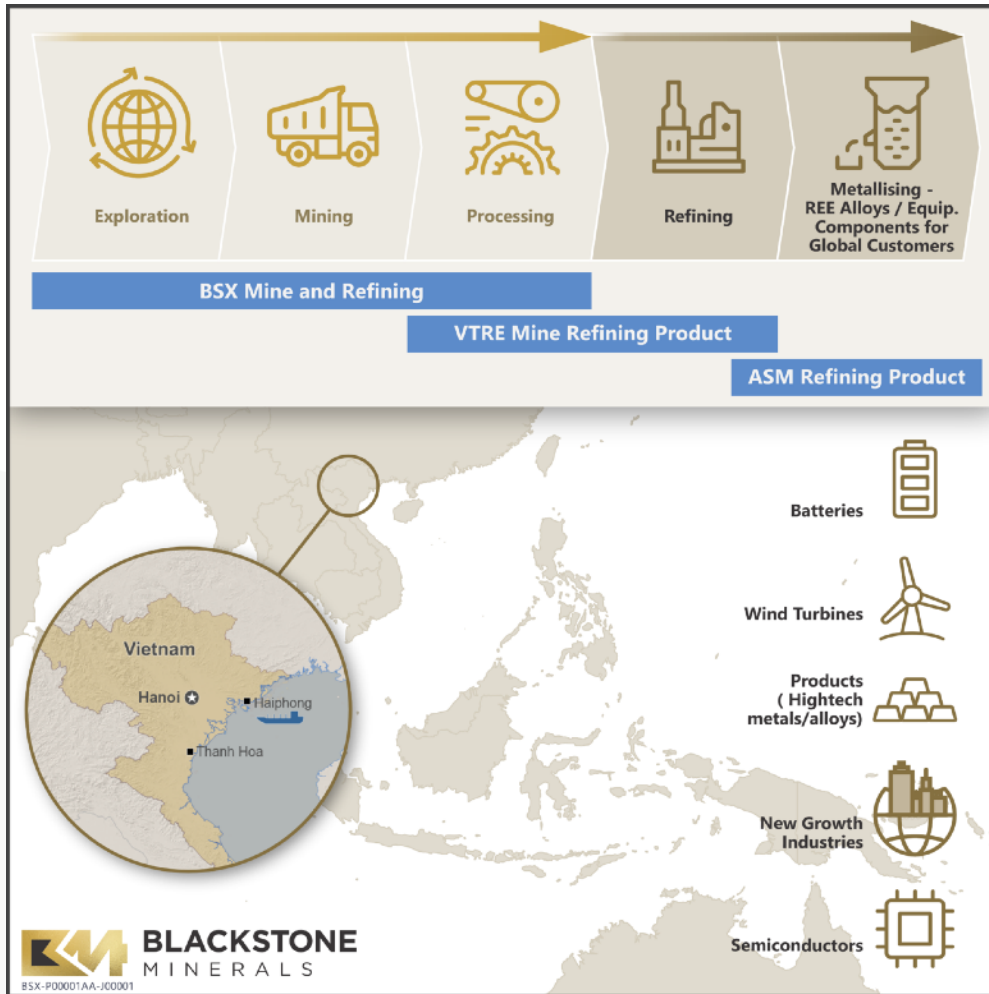 Exploration
Mining
Processing
Refining
Metallising -
REE Alloys / Equip.
Components for
Global Customers
BSX Mine and Refining
VTRE Mine Refining Product
ASM Refining Product
Batteries
Wind Turbines
Products
( Hightech
metals/alloys)
New Growth
Industries
Semiconductors
Vietnam
Hanoi
Haiphong
Thanh Hoa
BLACKSTONE
MINERALS
BSX-P00001AA-J00001